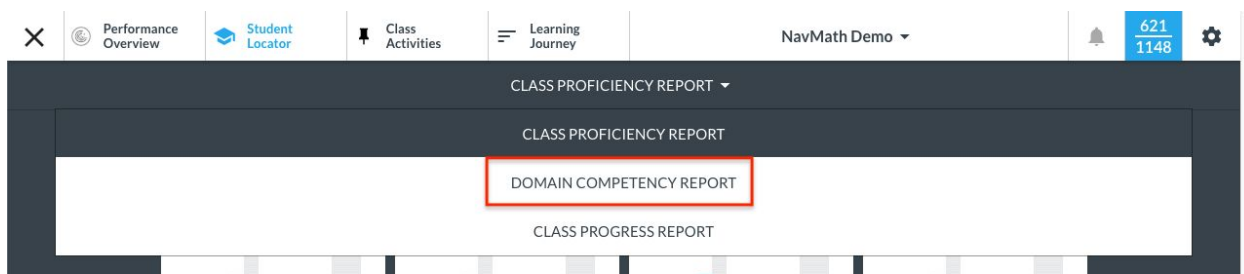 Performance
Overview
Student
Locator
Class
Activities
Learning
Journey
NavMath Demo
621
1148
CLASS PROFICIENCY REPORT
CLASS PROFICIENCY REPORT
DOMAIN COMPETENCY REPORT
CLASS PROGRESS REPORT